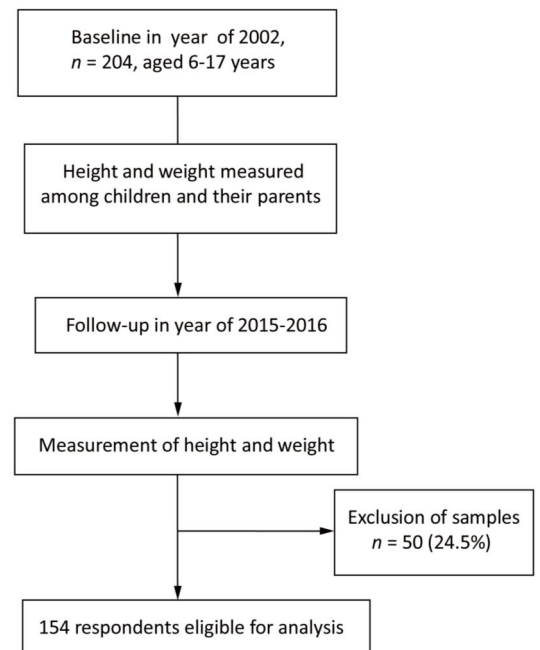 Baseline in year of 2002,
n = 204, aged 6-17 years
Height and weight measured
among children and their parents
Follow-up in year of 2015-2016
Measurement of height and weight
Exclusion of samples
n = 50 (24.5%)
154 respondents eligible for analysis